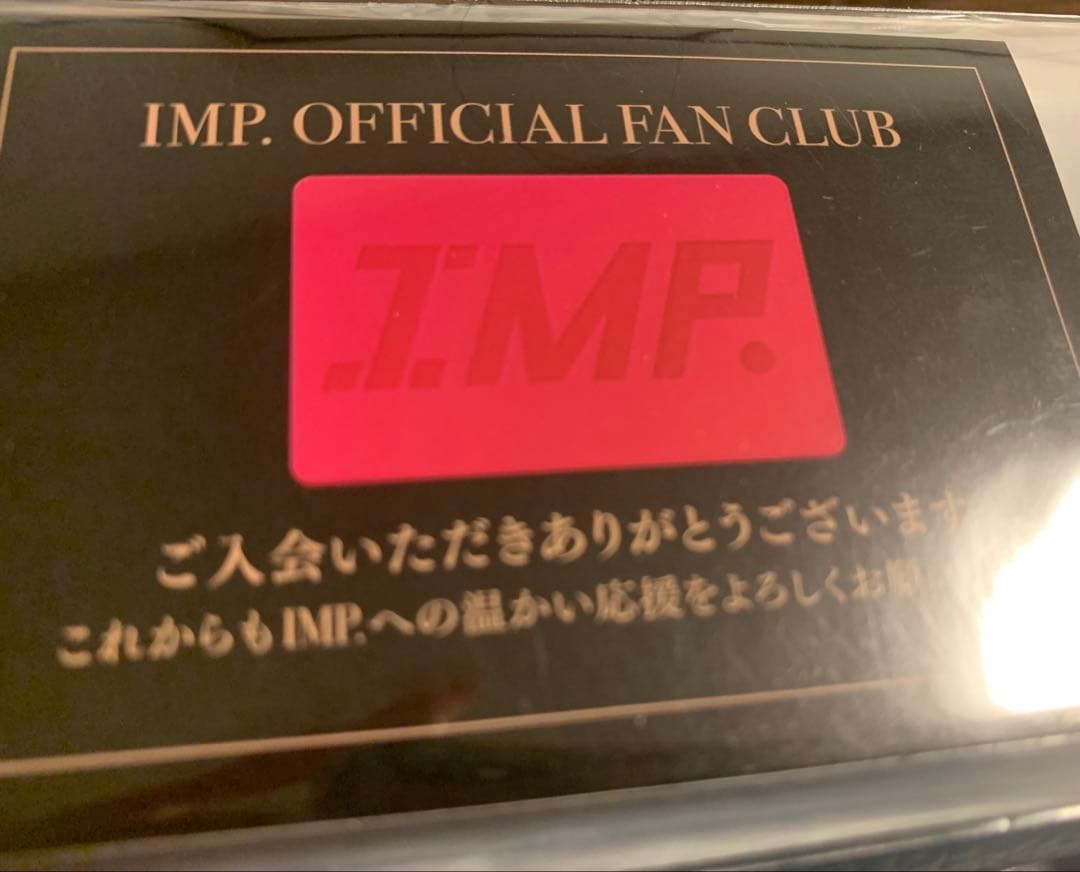 IMP. OFFICIAL FAN CLUB
IMP.
ご入会いただきありがとうございます
これからもIMP.への温かい応援をよろしくお願